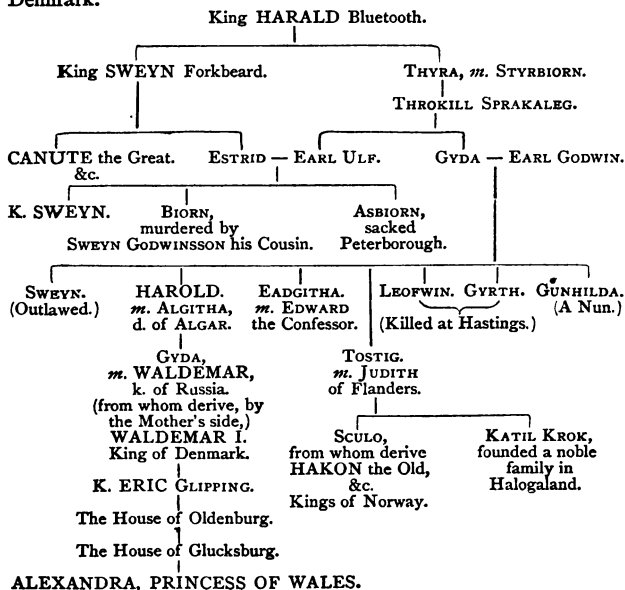 Denmark.
King HARALD Bluetooth.
King SWEYN Forkbeard. THYRA, m. STYRBIORN.
THROKILL SPRAKALEG.
CANUTE the Great. ESTRID — EARL ULF. GYDA — EARL GODWIN.
&c.
K. SWEYN. BIORN, ASBIORN,
murdered by sacked
SWEYN GODWINSSON his Cousin. Peterborough.
SWEYN. HAROLD. EADGITHA. LEOFWIN. GYRTH. GUNHILDA.
(Outlawed.) m. ALGITHA, m. EDWARD (Killed at Hastings.) (A Nun.)
d. of ALGAR. the Confessor.
GYDA, TOSTIG.
m. WALDEMAR, m. JUDITH
k. of Russia. of Flanders.
(from whom derive, by
the Mother's side,)
WALDEMAR I. SCULO, KATIL KROK,
King of Denmark. from whom derive founded a noble
HAKON the Old, family in
K. ERIC GLIPPING. &c. Halogaland.
Kings of Norway.
The House of Oldenburg.
The House of Glucksburg.
ALEXANDRA, PRINCESS OF WALES.